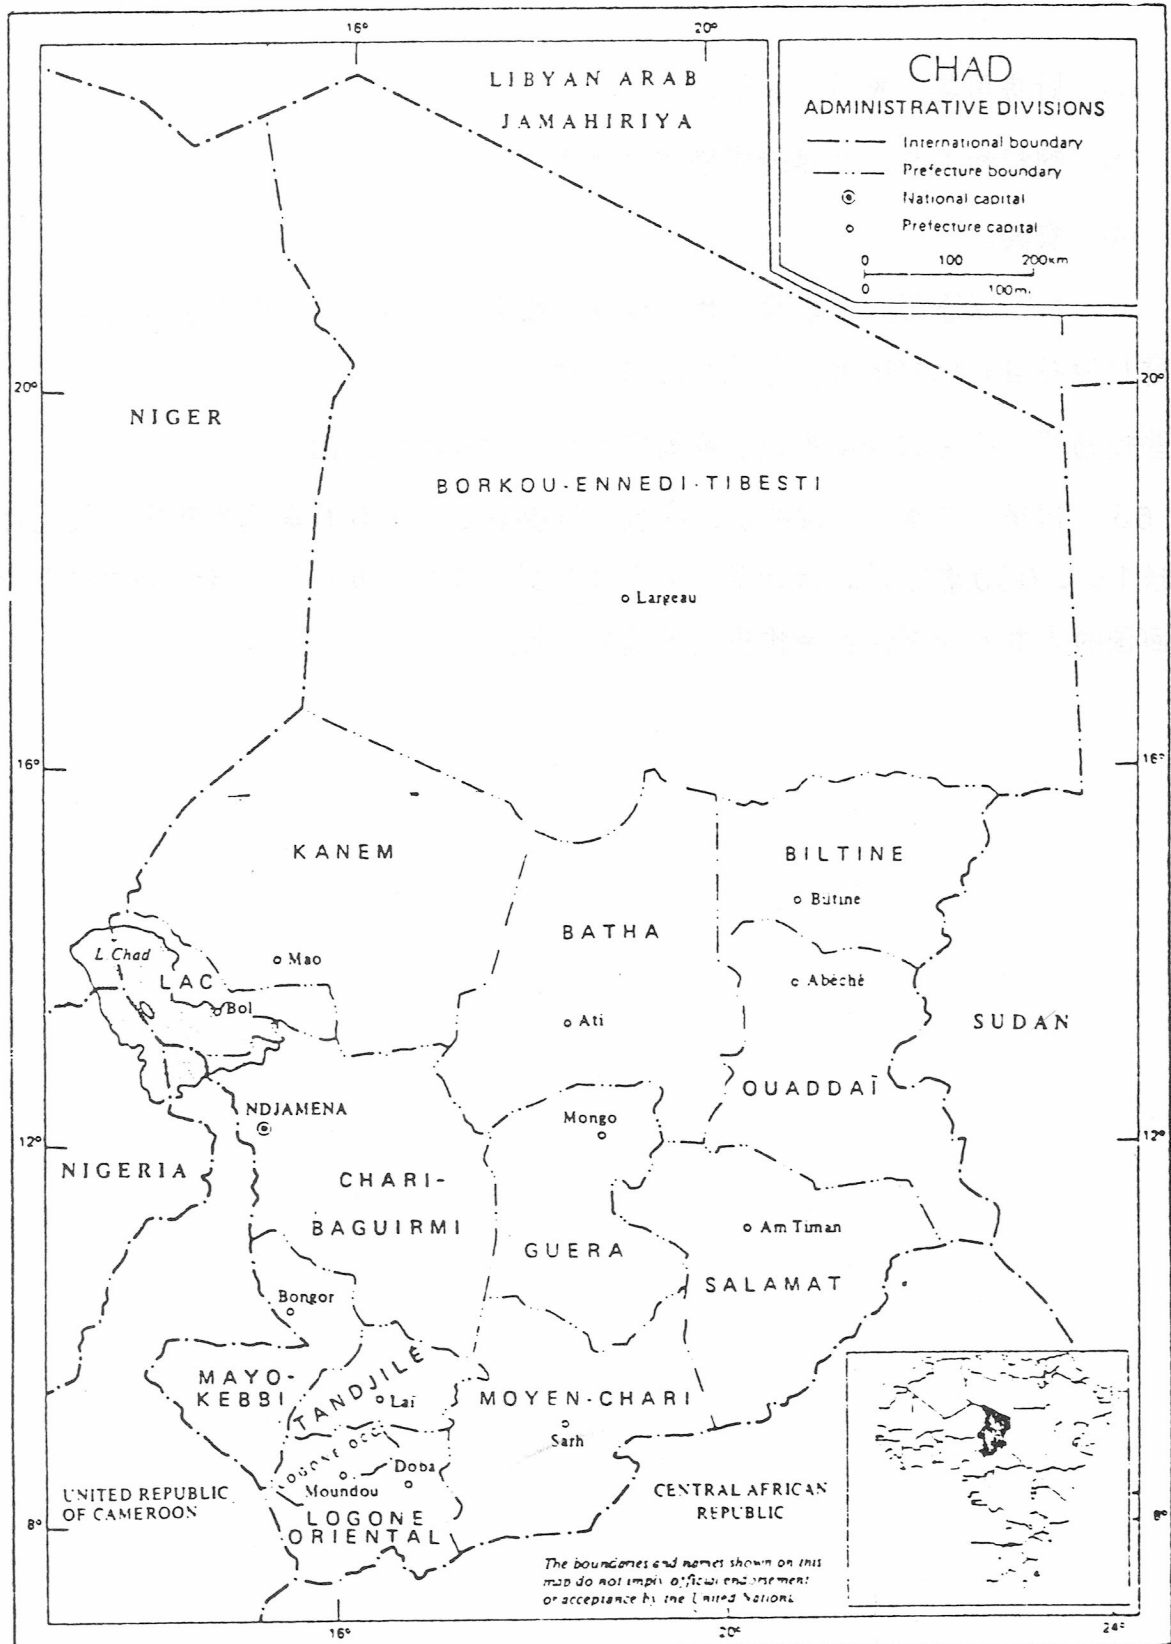 16°
20°
CHAD
ADMINISTRATIVE DIVISIONS
International boundary
Prefecture boundary
National capital
Prefecture capital
0 100 200km
0 100m.
LIBYAN ARAB
JAMAHIRIYA
20°
20°
NIGER
BORKOU-ENNEDI-TIBESTI
Largeau
16°
16°
KANEM
BILTINE
Biltine
BATHA
L. Chad
LAC
Mao
Bol
Abéché
Ati
SUDAN
OUADDAÏ
NDJAMENA
Mongo
12°
12°
NIGERIA
CHARI-
BAGUIRMI
Am Timan
GUERA
SALAMAT
Bongor
MAYO-
KEBBI
TANDJILÉ
Laï
MOYEN-CHARI
Sarh
LOGONE OCC.
Doba
Moundou
LOGONE
ORIENTAL
UNITED REPUBLIC
OF CAMEROON
CENTRAL AFRICAN
REPUBLIC
8°
8°
The boundaries and names shown on this
map do not imply official endorsement
or acceptance by the United Nations.
16°
20°
24°